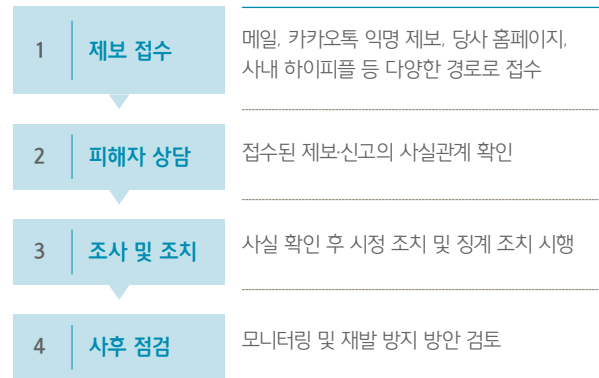 1 제보 접수
메일, 카카오톡 익명 제보, 당사 홈페이지,
사내 하이피플 등 다양한 경로로 접수
2 피해자 상담
접수된 제보·신고의 사실관계 확인
3 조사 및 조치
사실 확인 후 시정 조치 및 징계 조치 시행
4 사후 점검
모니터링 및 재발 방지 방안 검토